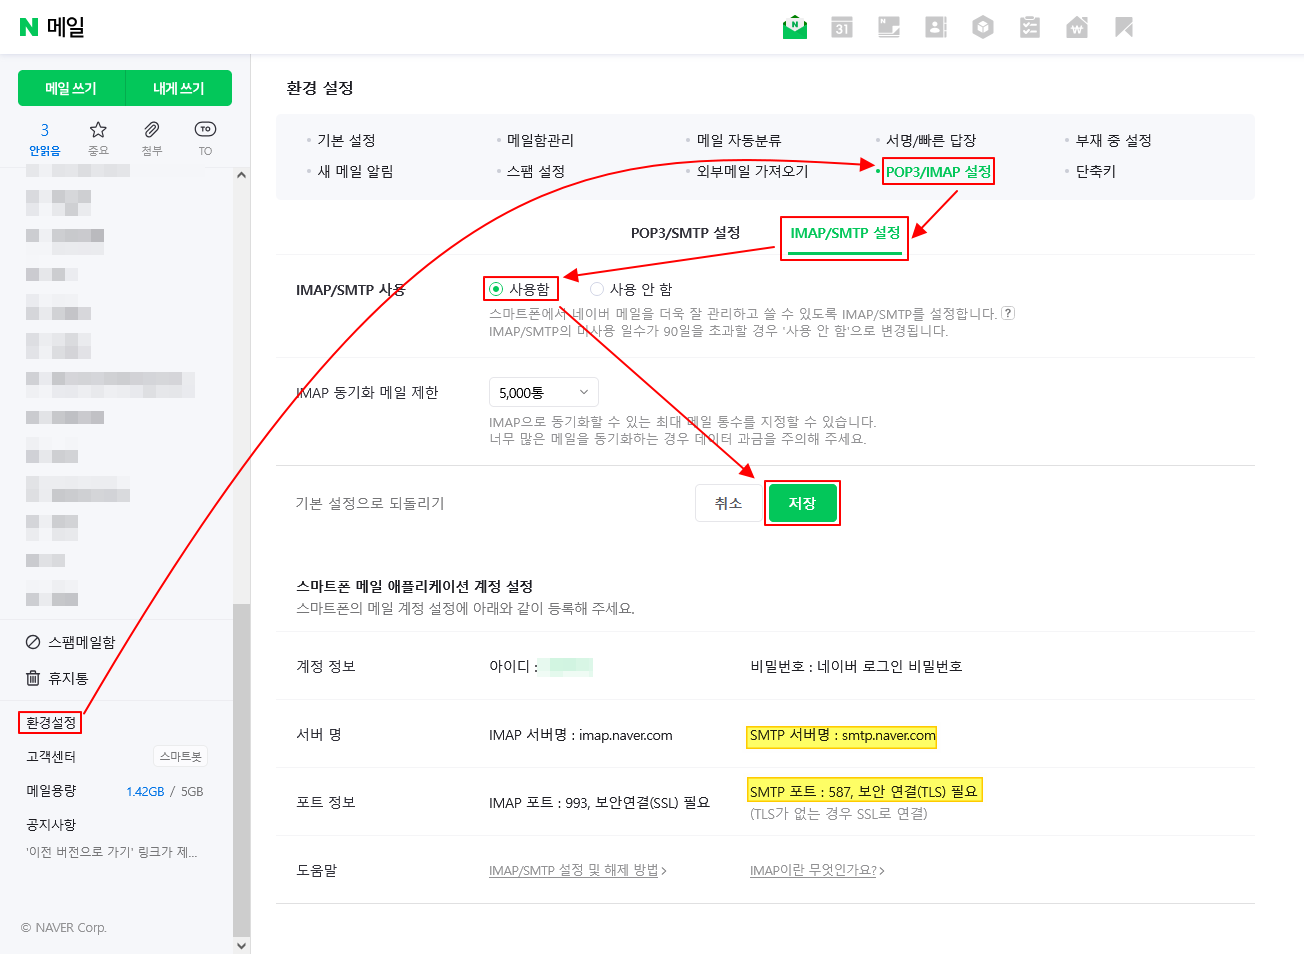 N 메일
31
N
W
메일 쓰기
내게 쓰기
3
안읽음
중요
첨부
TO
TO
스팸메일함
휴지통
환경설정
고객센터
스마트봇
메일용량
1.42GB / 5GB
공지사항
'이전 버전으로 가기' 링크가 제...
© NAVER Corp.
환경 설정
기본 설정
메일함관리
메일 자동분류
서명/빠른 답장
부재 중 설정
새 메일 알림
스팸 설정
외부메일 가져오기
POP3/IMAP 설정
단축키
POP3/SMTP 설정
IMAP/SMTP 설정
IMAP/SMTP 사용
사용함
사용 안 함
스마트폰에서 네이버 메일을 더욱 잘 관리하고 쓸 수 있도록 IMAP/SMTP를 설정합니다. ?
IMAP/SMTP의 미사용 일수가 90일을 초과할 경우 '사용 안 함'으로 변경됩니다.
IMAP 동기화 메일 제한
5,000통
IMAP으로 동기화할 수 있는 최대 메일 통수를 지정할 수 있습니다.
너무 많은 메일을 동기화하는 경우 데이터 과금을 주의해 주세요.
기본 설정으로 되돌리기
취소
저장
스마트폰 메일 애플리케이션 계정 설정
스마트폰의 메일 계정 설정에 아래와 같이 등록해 주세요.
계정 정보
아이디 :
비밀번호 : 네이버 로그인 비밀번호
서버 명
IMAP 서버명 : imap.naver.com
SMTP 서버명 : smtp.naver.com
포트 정보
IMAP 포트 : 993, 보안연결(SSL) 필요
SMTP 포트 : 587, 보안 연결(TLS) 필요
(TLS가 없는 경우 SSL로 연결)
도움말
IMAP/SMTP 설정 및 해제 방법 >
IMAP이란 무엇인가요? >